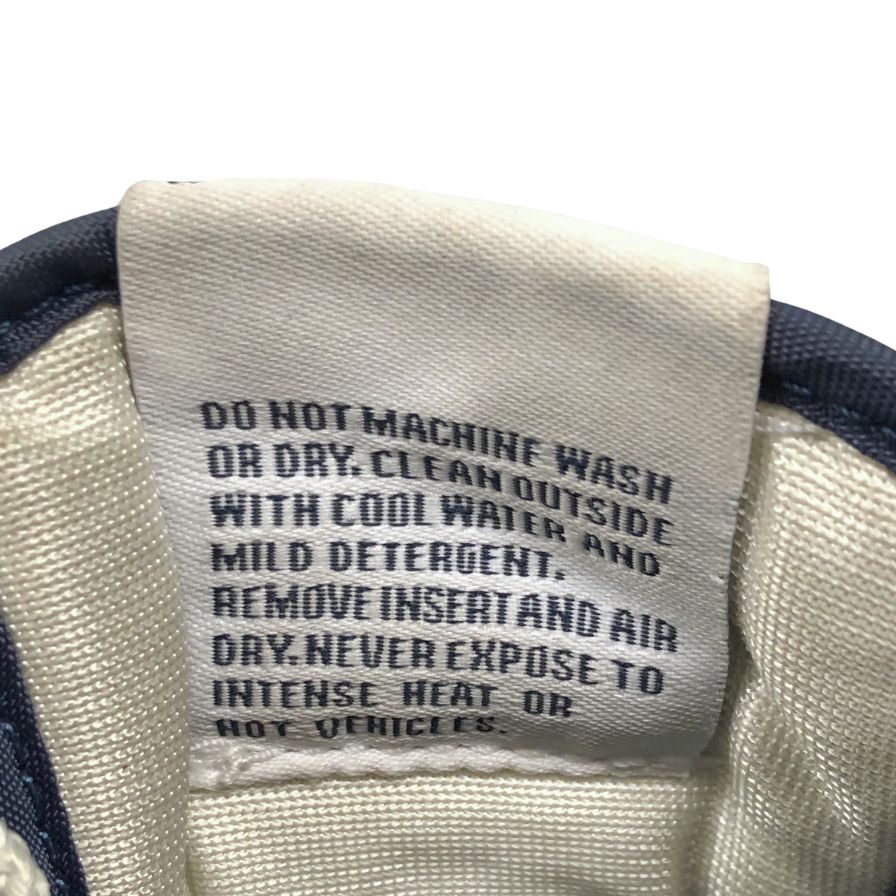 DO NOT MACHINE WASH
OR DRY. CLEAN OUTSIDE
WITH COOL WATER AND
MILD DETERGENT.
REMOVE INSERT AND AIR
DRY. NEVER EXPOSE TO
INTENSE HEAT OR
HOT VEHICLES.